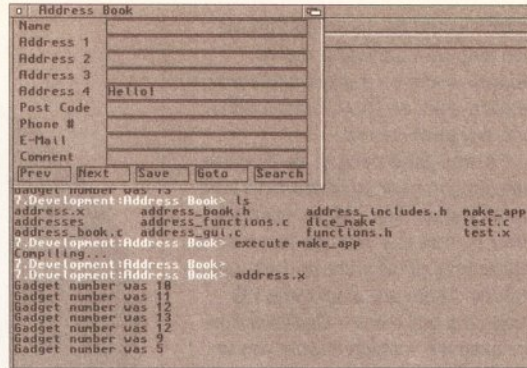 Address Book
Name
Address 1
Address 2
Address 3
Address 4 Hello!
Post Code
Phone #
E-Mail
Comment
Prev Next Save Goto Search
Gadget number was 13
7.Development:Address Book> ls
address.x address_book.h address_includes.h make_app
addresses address_functions.c dice_make test.c
address_book.c address_gui.c functions.h test.x
7.Development:Address Book> execute make_app
Compiling...
7.Development:Address Book>
7.Development:Address Book> address.x
Gadget number was 10
Gadget number was 11
Gadget number was 12
Gadget number was 13
Gadget number was 12
Gadget number was 9
Gadget number was 5